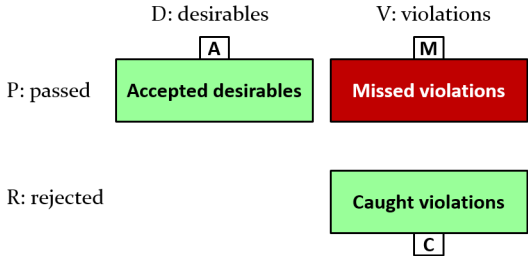 D: desirables
V: violations
A
M
P: passed
Accepted desirables
Missed violations
R: rejected
Caught violations
C